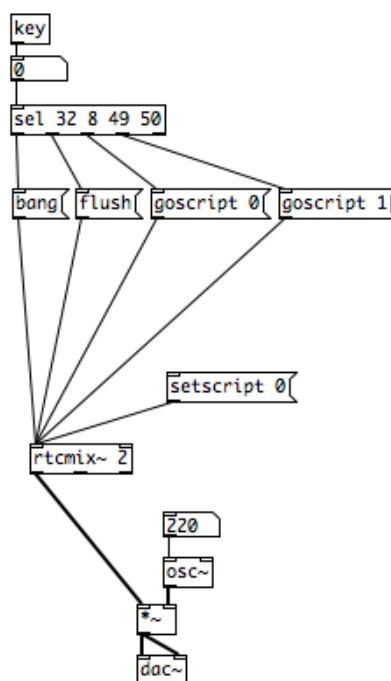 key
0
sel 32 8 49 50
bang flush goscript 0 goscript 1
setscript 0
rtcmix~ 2
220
osc~
*~
dac~